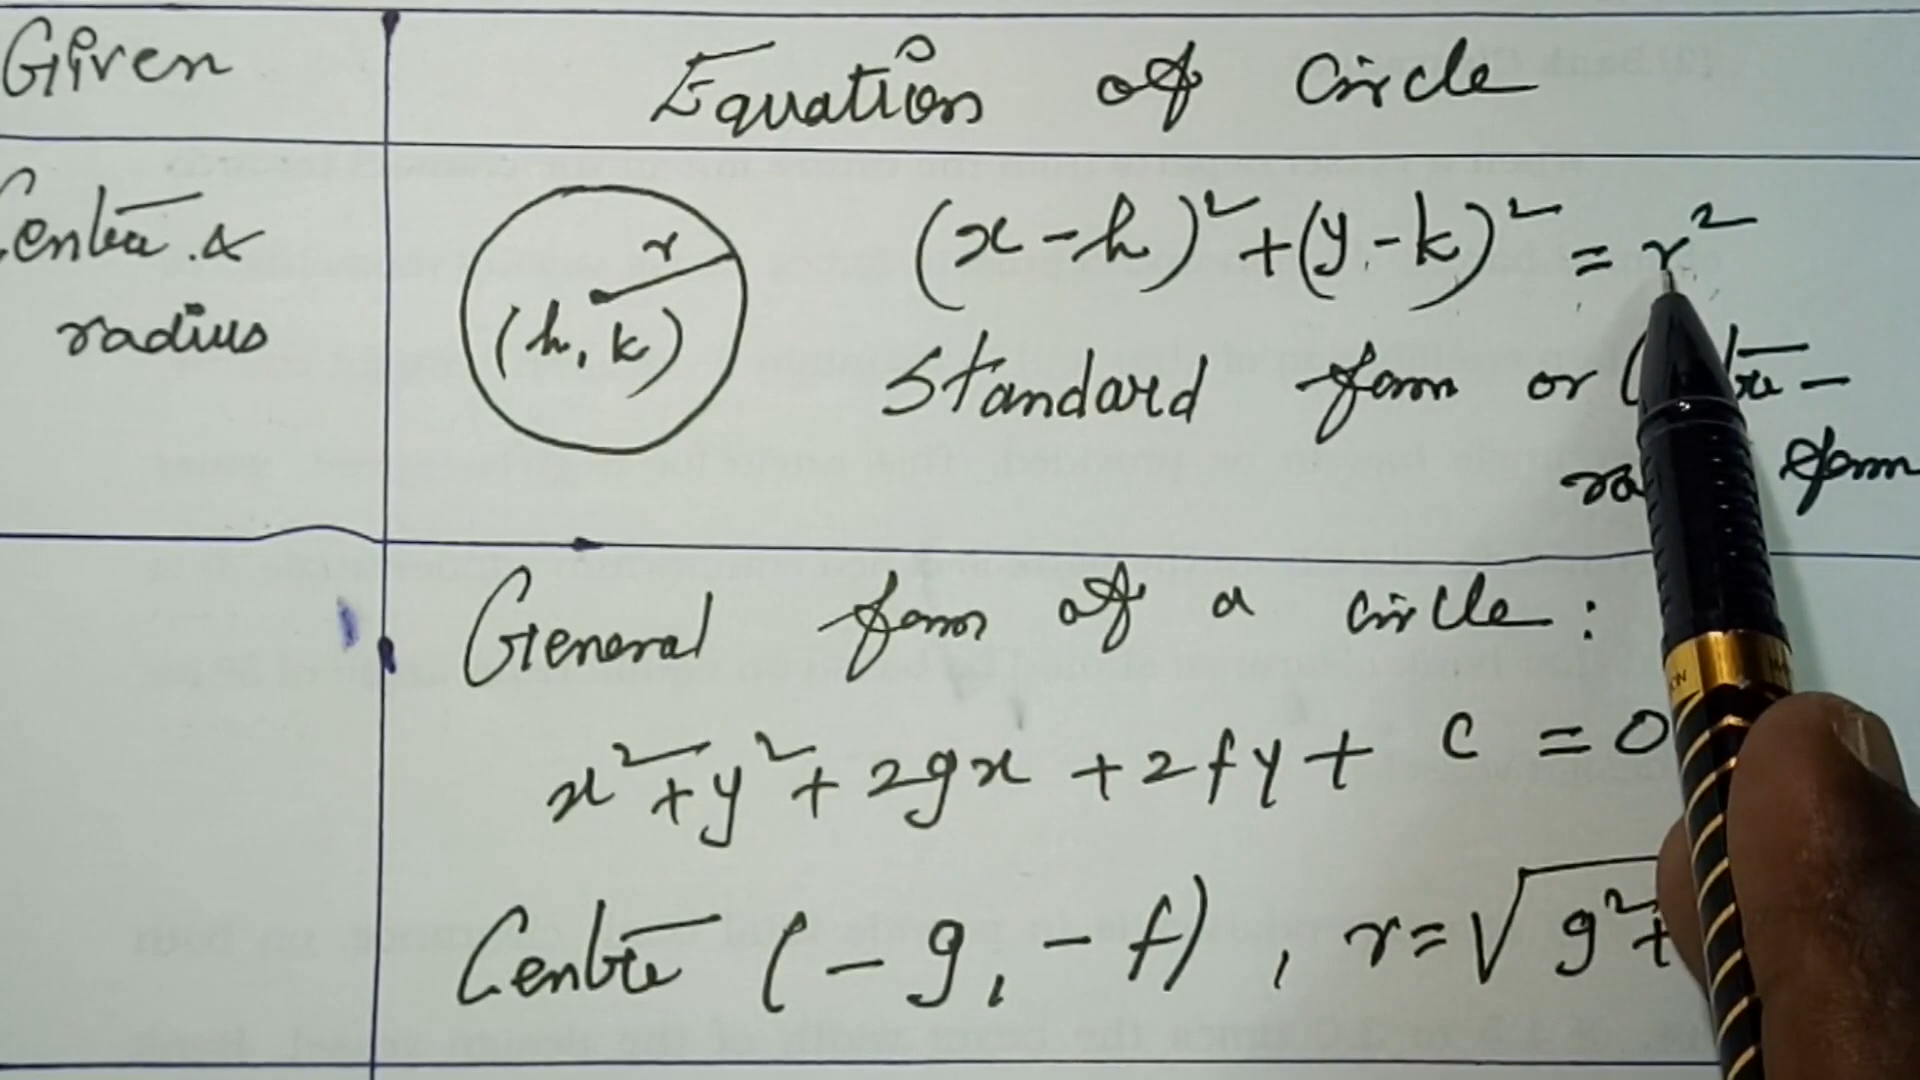 Given
Equation of Circle
Centre &
radius
r
(h, k)
(x - h)² + (y - k)² = r²
Standard form or
form
General form of a circle :
x² + y² + 2gx + 2fy + c = 0
Centre (-g, -f) , r = √g² +